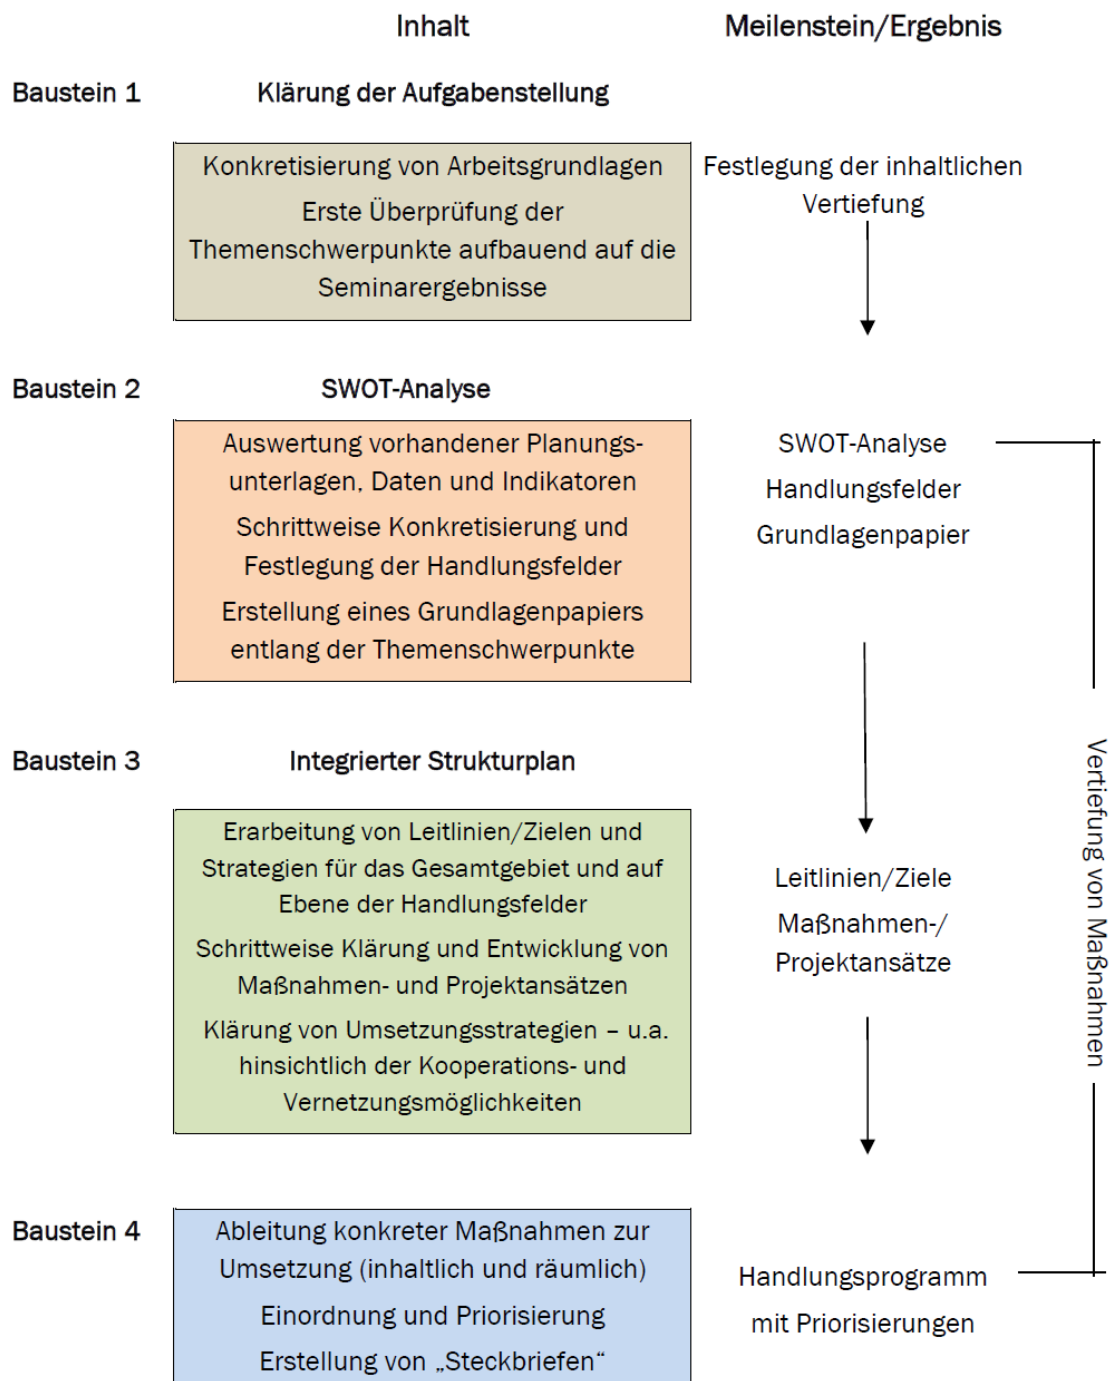 Inhalt Meilenstein/Ergebnis
Baustein 1 Klärung der Aufgabenstellung
Konkretisierung von Arbeitsgrundlagen
Erste Überprüfung der
Themenschwerpunkte aufbauend auf die
Seminarergebnisse
Festlegung der inhaltlichen
Vertiefung
Baustein 2 SWOT-Analyse
Auswertung vorhandener Planungs-
unterlagen, Daten und Indikatoren
Schrittweise Konkretisierung und
Festlegung der Handlungsfelder
Erstellung eines Grundlagenpapiers
entlang der Themenschwerpunkte
SWOT-Analyse
Handlungsfelder
Grundlagenpapier
Baustein 3 Integrierter Strukturplan
Erarbeitung von Leitlinien/Zielen und
Strategien für das Gesamtgebiet und auf
Ebene der Handlungsfelder
Schrittweise Klärung und Entwicklung von
Maßnahmen- und Projektansätzen
Klärung von Umsetzungsstrategien – u.a.
hinsichtlich der Kooperations- und
Vernetzungsmöglichkeiten
Leitlinien/Ziele
Maßnahmen-/
Projektansätze
Vertiefung von Maßnahmen
Baustein 4
Ableitung konkreter Maßnahmen zur
Umsetzung (inhaltlich und räumlich)
Einordnung und Priorisierung
Erstellung von „Steckbriefen“
Handlungsprogramm
mit Priorisierungen